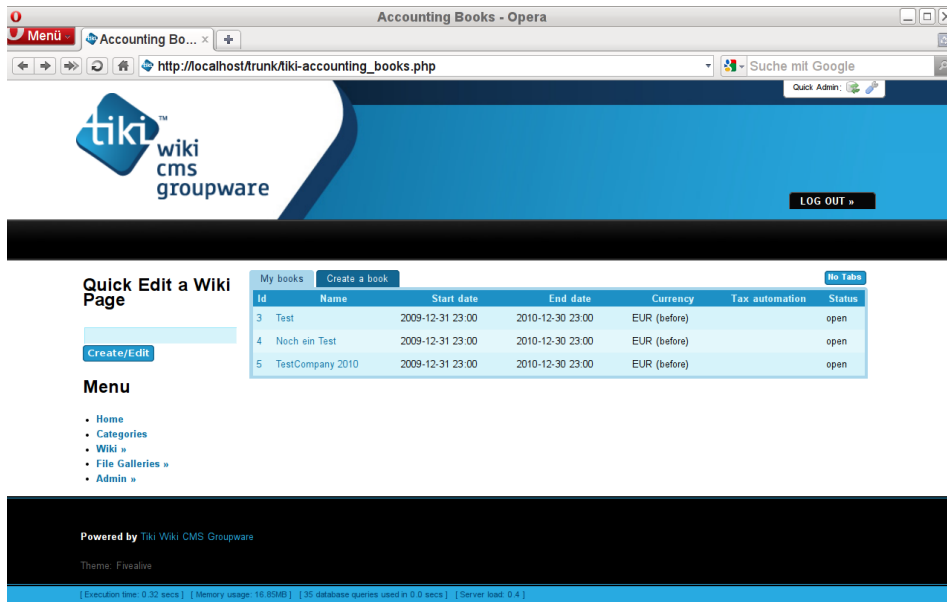 Accounting Books - Opera
Menü
Accounting Bo...
http://localhost/trunk/tiki-accounting_books.php
Suche mit Google
Quick Admin:
tiki™
wiki
cms
groupware
LOG OUT »
Quick Edit a Wiki
Page
Create/Edit
Menu
• Home
• Categories
• Wiki »
• File Galleries »
• Admin »
My books Create a book No Tabs
Id Name Start date End date Currency Tax automation Status
3 Test 2009-12-31 23:00 2010-12-30 23:00 EUR (before) open
4 Noch ein Test 2009-12-31 23:00 2010-12-30 23:00 EUR (before) open
5 TestCompany 2010 2009-12-31 23:00 2010-12-30 23:00 EUR (before) open
Powered by Tiki Wiki CMS Groupware
Theme: Fivealive
[ Execution time: 0.32 secs ] [ Memory usage: 16.85MB ] [ 35 database queries used in 0.0 secs ] [ Server load: 0.4 ]